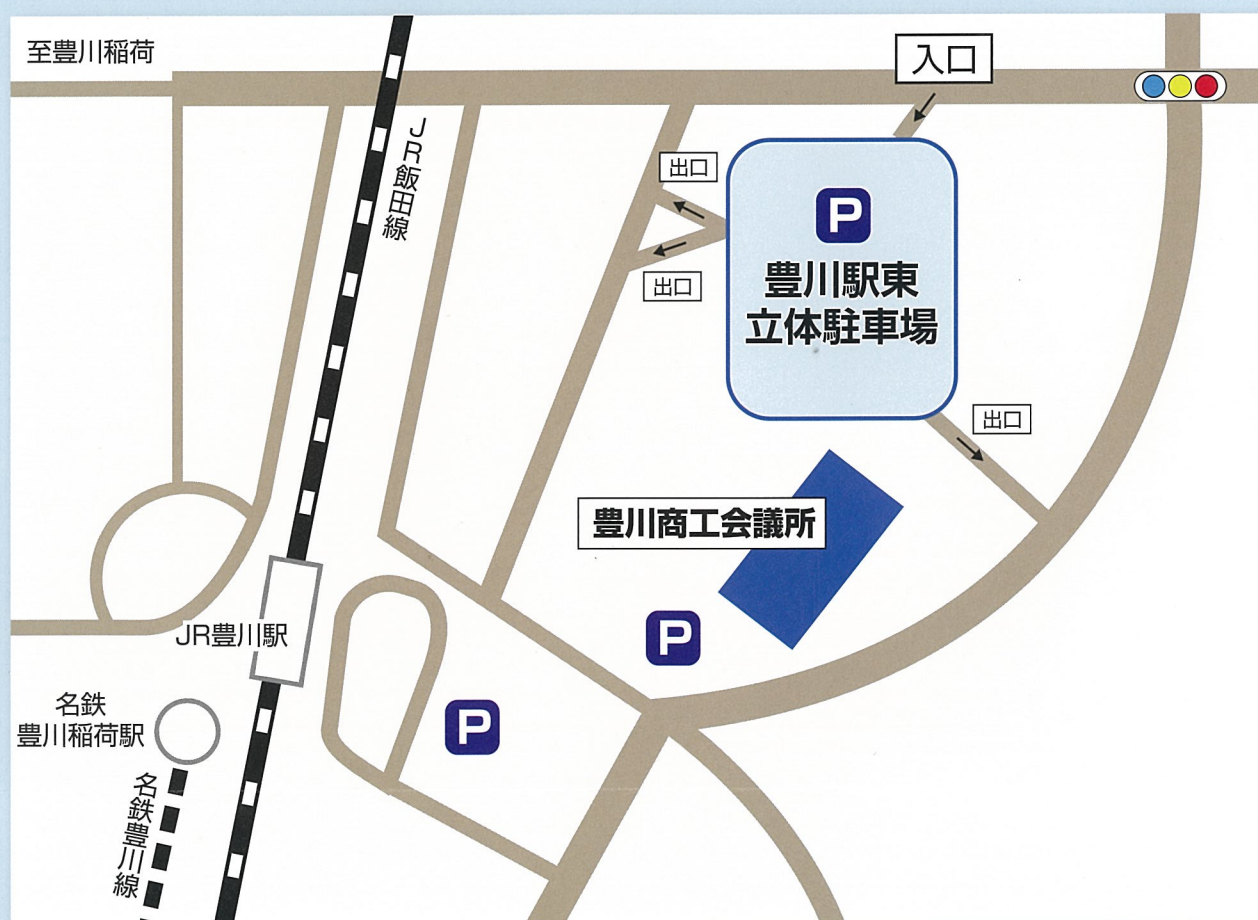 至豊川稲荷
入口
JR飯田線
出口
P
豊川駅東
立体駐車場
出口
出口
豊川商工会議所
P
JR豊川駅
名鉄
豊川稲荷駅
P
名鉄豊川線